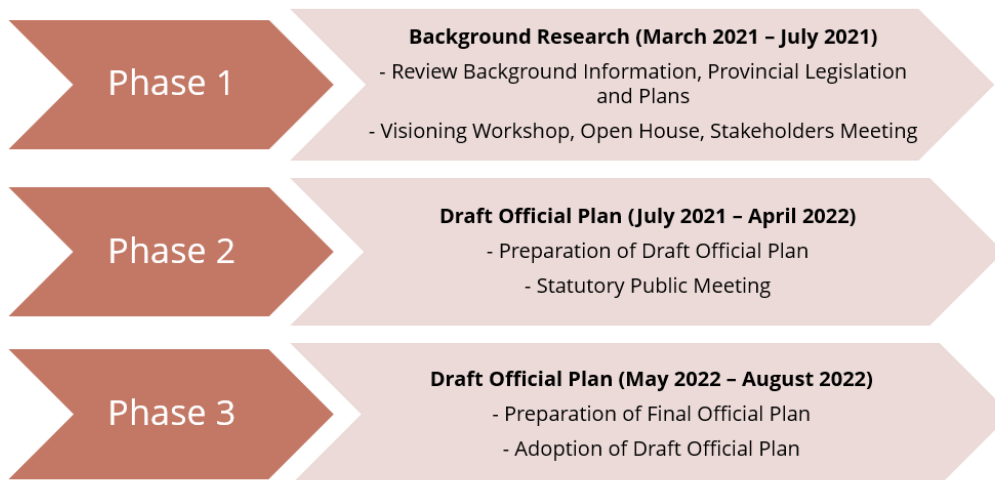 Phase 1
Background Research (March 2021 – July 2021)
- Review Background Information, Provincial Legislation
and Plans
- Visioning Workshop, Open House, Stakeholders Meeting
Phase 2
Draft Official Plan (July 2021 – April 2022)
- Preparation of Draft Official Plan
- Statutory Public Meeting
Phase 3
Draft Official Plan (May 2022 – August 2022)
- Preparation of Final Official Plan
- Adoption of Draft Official Plan